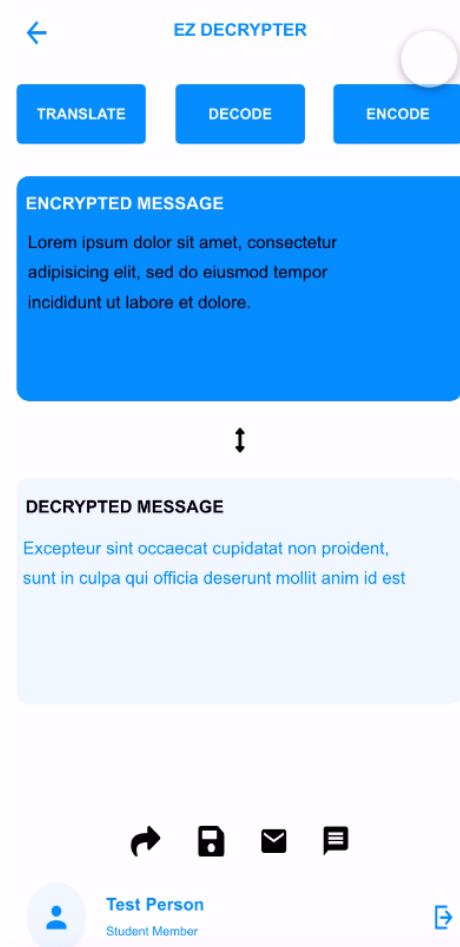 EZ DECRYPTER
TRANSLATE DECODE ENCODE
ENCRYPTED MESSAGE
Lorem ipsum dolor sit amet, consectetur
adipisicing elit, sed do eiusmod tempor
incididunt ut labore et dolore.
DECRYPTED MESSAGE
Excepteur sint occaecat cupidatat non proident,
sunt in culpa qui officia deserunt mollit anim id est
Test Person
Student Member